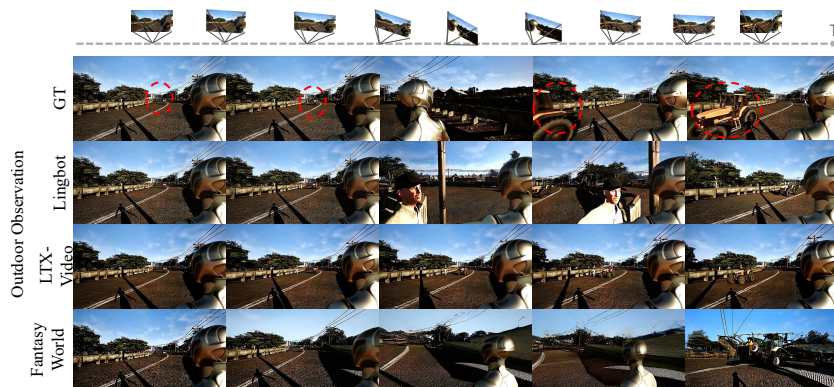 T
GT
Outdoor Observation
Lingbot
LTX-
Video
Fantasy
World